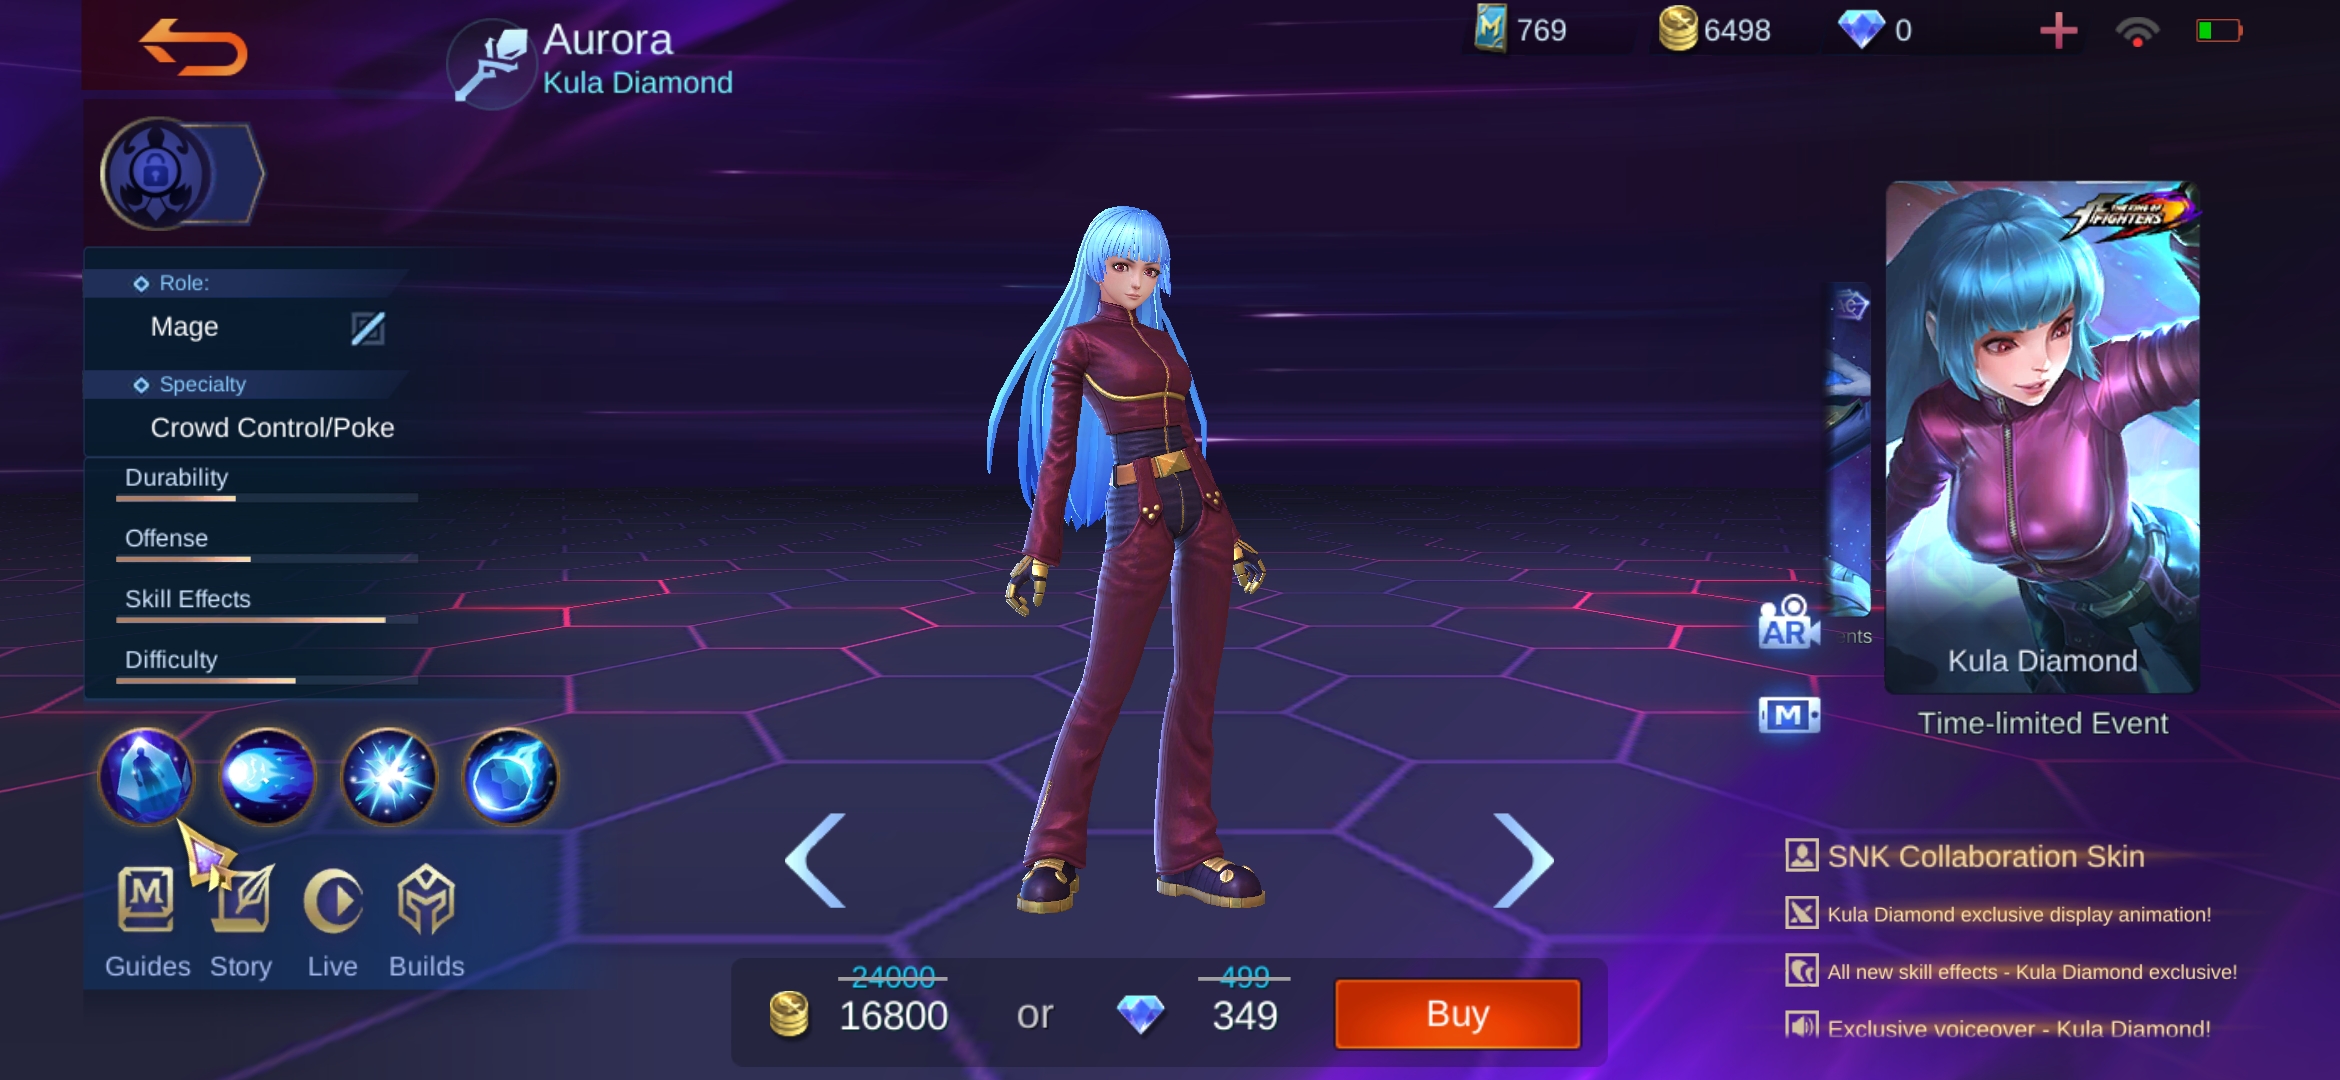 Aurora
Kula Diamond
769
6498
0
Role:
Mage
Specialty
Crowd Control/Poke
Durability
Offense
Skill Effects
Difficulty
M
Guides
Story
Live
Builds
24000
16800
or
499
349
Buy
THE KING OF
FIGHTERS
Kula Diamond
Time-limited Event
AR
nts
M
SNK Collaboration Skin
Kula Diamond exclusive display animation!
All new skill effects - Kula Diamond exclusive!
Exclusive voiceover - Kula Diamond!